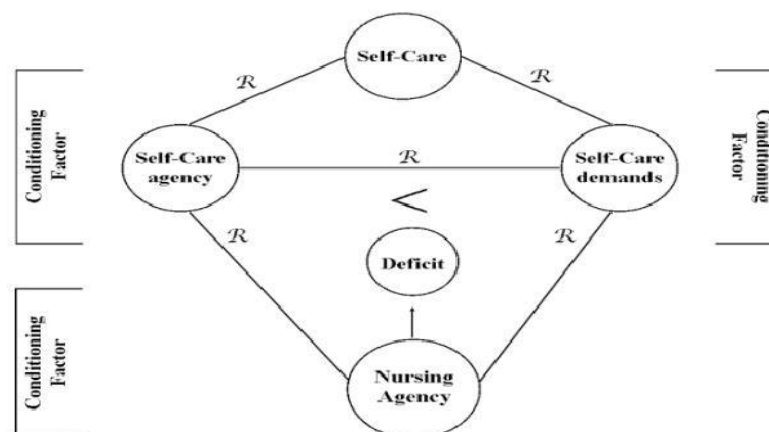 Self-Care
ℛ
ℛ
Conditioning
Factor
Self-Care
agency
ℛ
Self-Care
demands
Conditioning
Factor
<
ℛ
ℛ
Deficit
Conditioning
Factor
Nursing
Agency